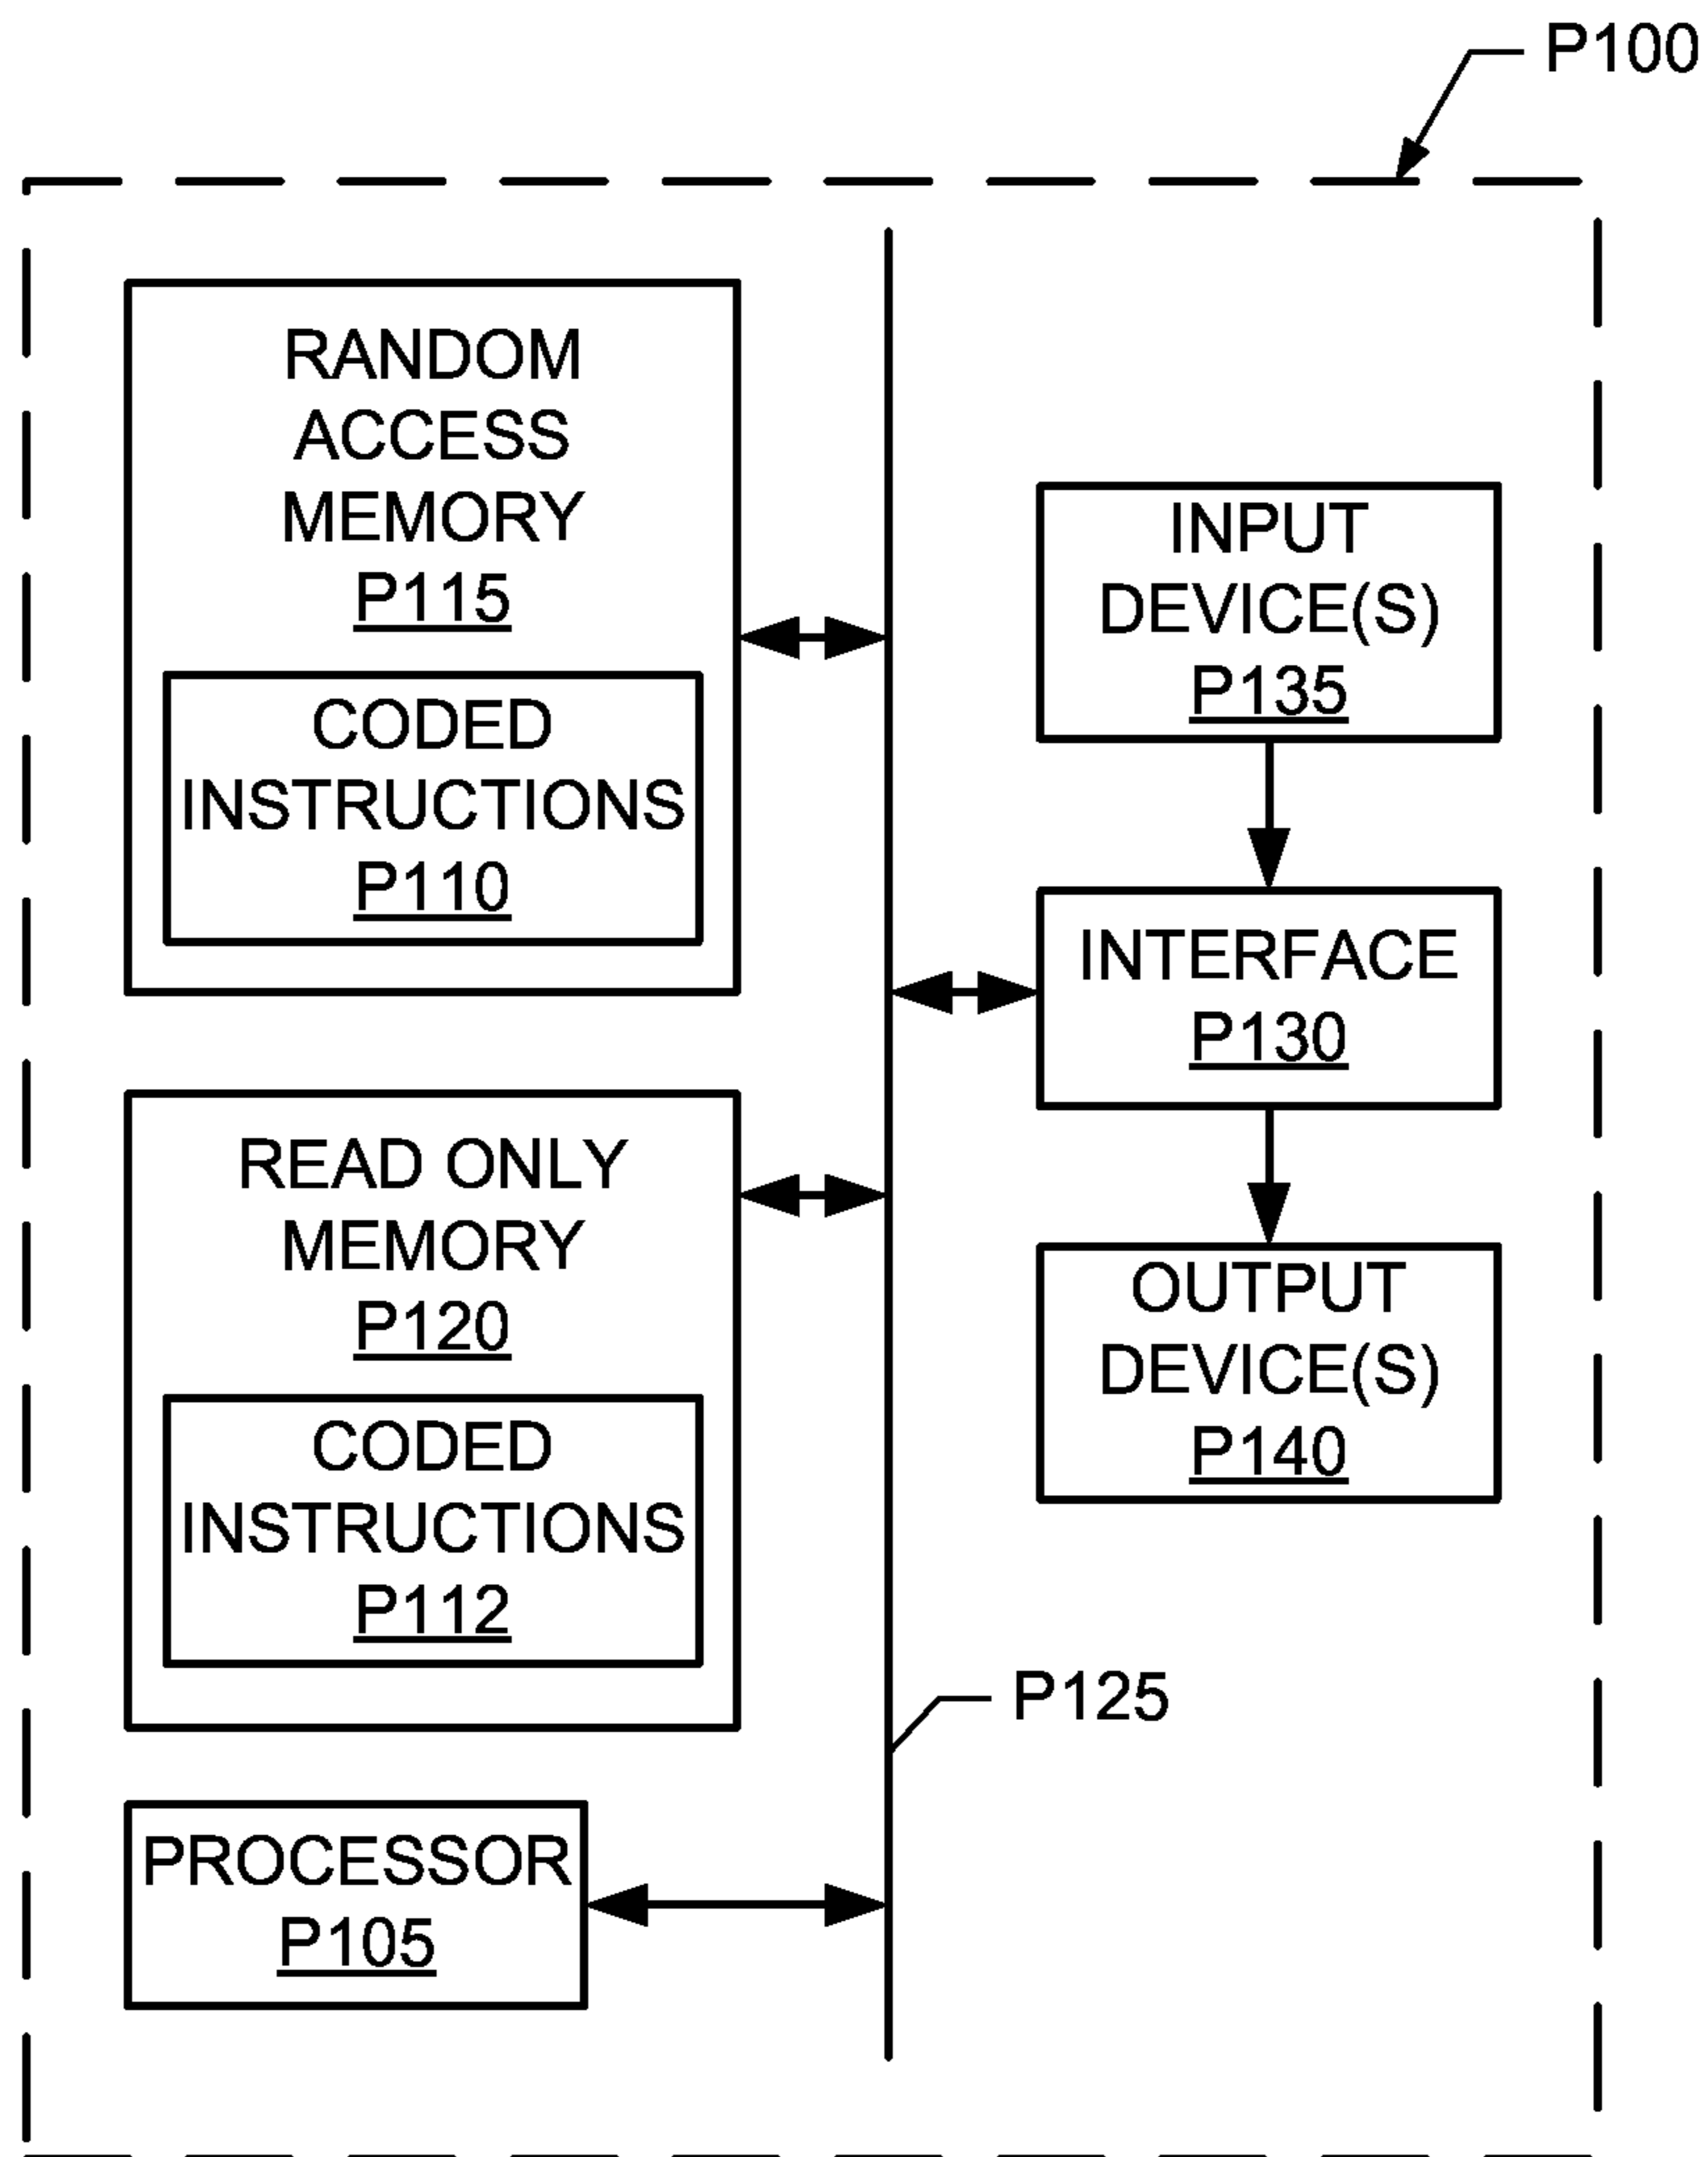 P100
RANDOM
ACCESS
MEMORY
P115
CODED
INSTRUCTIONS
P110
READ ONLY
MEMORY
P120
CODED
INSTRUCTIONS
P112
PROCESSOR
P105
INPUT
DEVICE(S)
P135
INTERFACE
P130
OUTPUT
DEVICE(S)
P140
P125